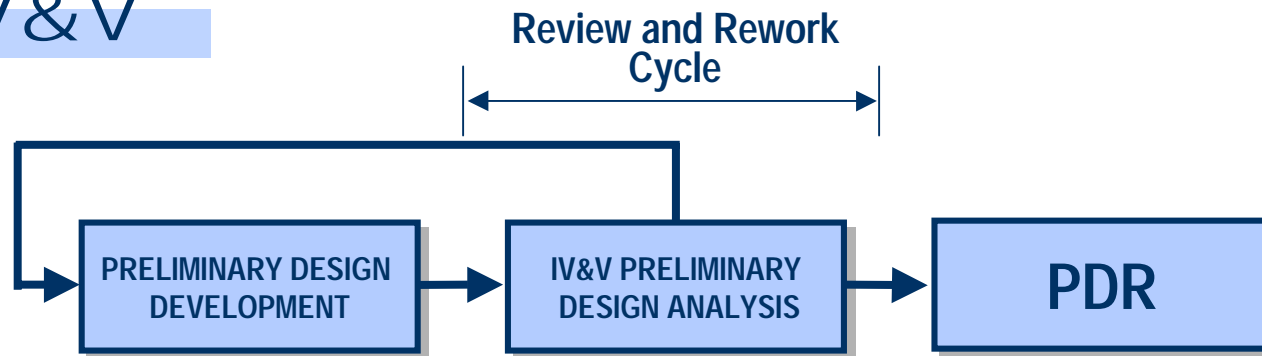 V&V
Review and Rework
Cycle
PRELIMINARY DESIGN
DEVELOPMENT
IV&V PRELIMINARY
DESIGN ANALYSIS
PDR